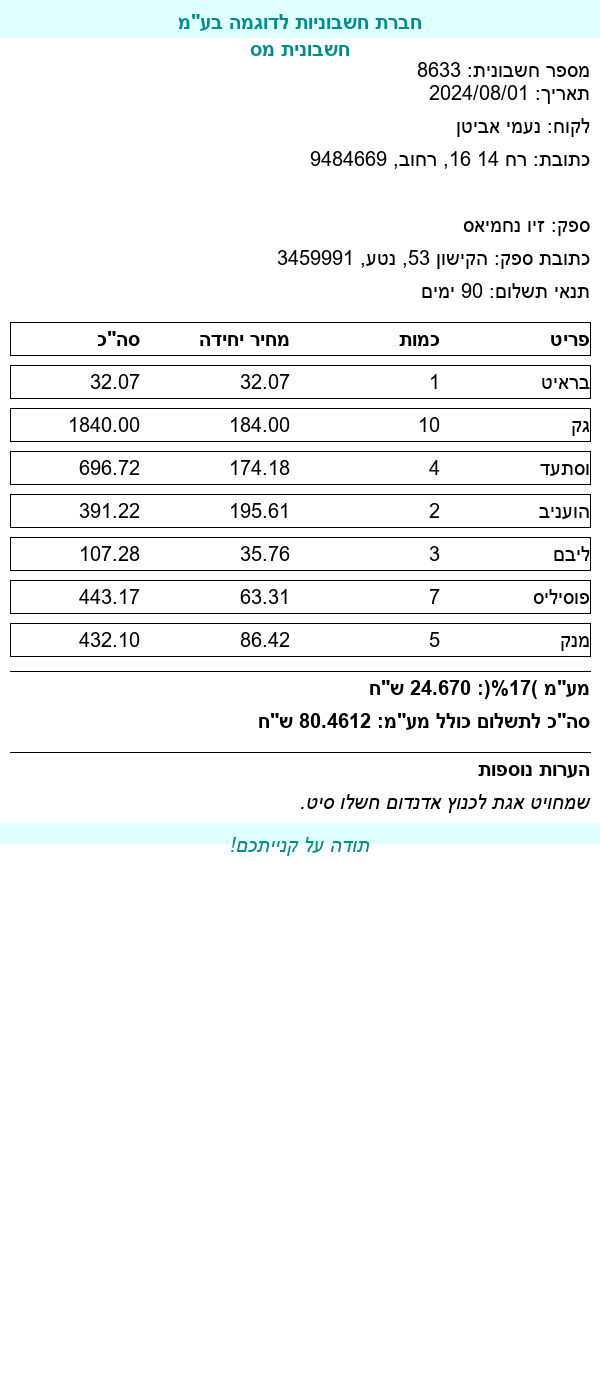 חברת חשבוניות לדוגמה בע"מ
חשבונית מס
מספר חשבונית: 8633
תאריך: 2024/08/01
לקוח: נעמי אביטן
כתובת: רח 14 16, רחוב, 9484669
ספק: זיו נחמיאס
כתובת ספק: הקישון 53, נטע, 3459991
תנאי תשלום: 90 ימים
פריט כמות מחיר יחידה סה"כ
בראיט 1 32.07 32.07
גק 10 184.00 1840.00
וסתעד 4 174.18 696.72
הועניב 2 195.61 391.22
ליבם 3 35.76 107.28
פוסיליס 7 63.31 443.17
מנק 5 86.42 432.10
מע"מ )17%(: 24.670 ש"ח
סה"כ לתשלום כולל מע"מ: 80.4612 ש"ח
הערות נוספות
שמחויט אגת לכנוץ אדנדום חשלו סיט.
תודה על קנייתכם!